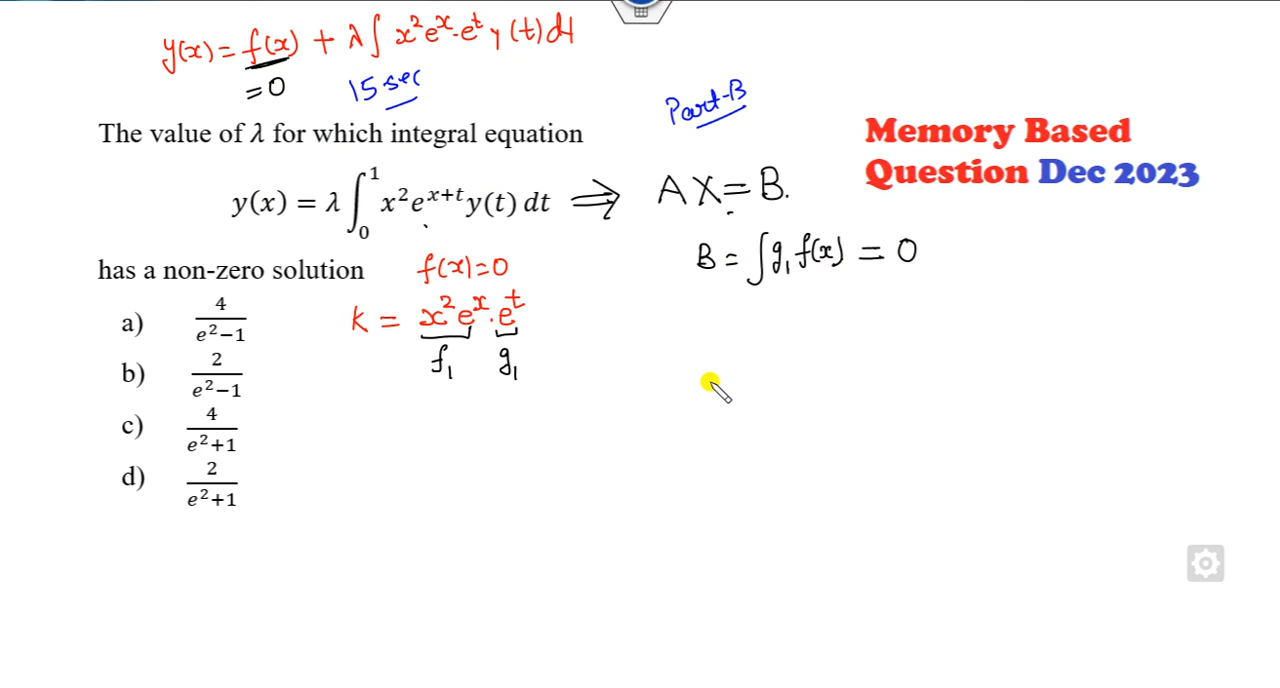 y(x) = f(x) + λ∫ x²eˣ·eᵗ y(t) dt
= 0
15 sec
Part-B
The value of λ for which integral equation
y(x) = λ ∫₀¹ x²eˣ⁺ᵗy(t) dt ⟹ AX = B.
has a non-zero solution
f(x) = 0
B = ∫g₁ f(x) = 0
a) 4/(e²−1)
K = x²eˣ·eᵗ
f₁ g₁
b) 2/(e²−1)
c) 4/(e²+1)
d) 2/(e²+1)
Memory Based
Question Dec 2023